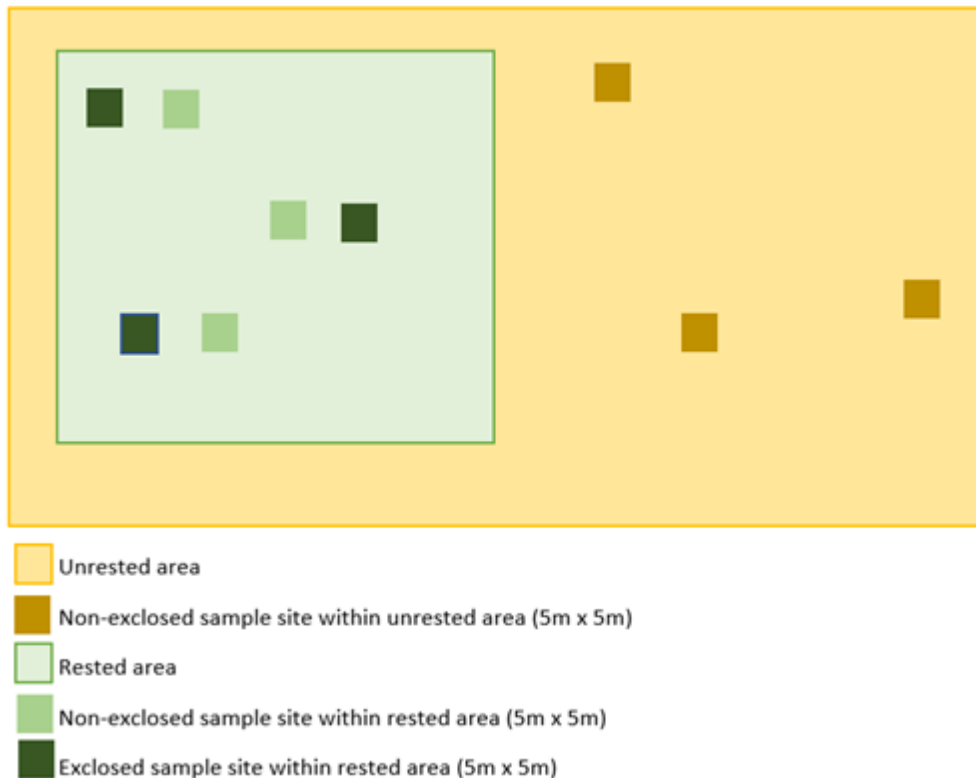 Unrested area
Non-exclosed sample site within unrested area (5m x 5m)
Rested area
Non-exclosed sample site within rested area (5m x 5m)
Exclosed sample site within rested area (5m x 5m)